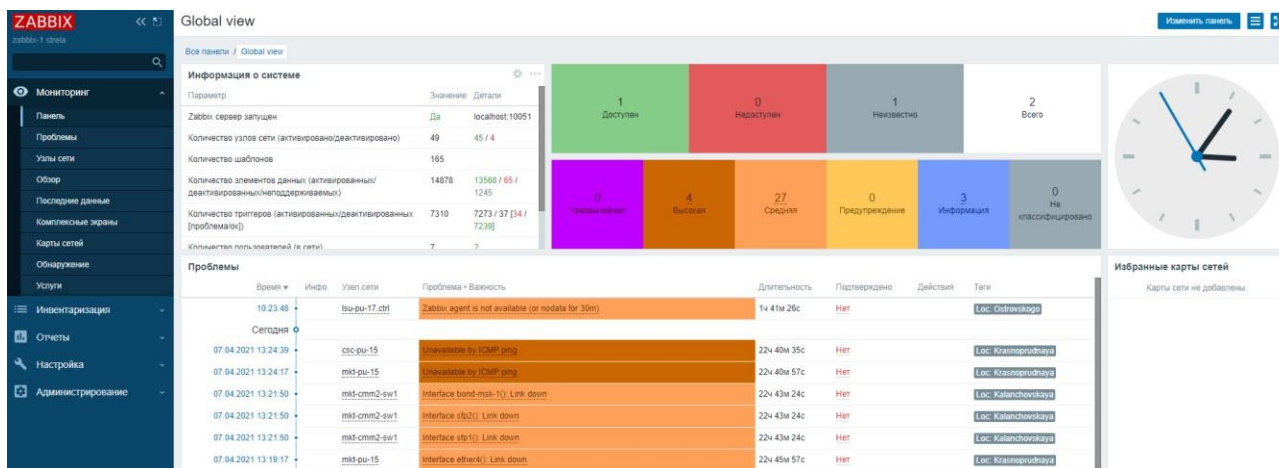 ZABBIX
zabbix-1 strela
Мониторинг
Панель
Проблемы
Узлы сети
Обзор
Последние данные
Комплексные экраны
Карты сетей
Обнаружение
Услуги
Инвентаризация
Отчеты
Настройка
Администрирование
Global view
Изменить панель
Все панели / Global view
Информация о системе
Параметр Значение Детали
Zabbix сервер запущен Да localhost:10051
Количество узлов сети (активировано/деактивировано) 49 45 / 4
Количество шаблонов 165
Количество элементов данных (активированных/ 14878 13568 / 65 /
деактивированных/неподдерживаемых) 1245
Количество триггеров (активированных/деактивированных 7310 7273 / 37 [34 /
[проблема/ок]) 7239]
Количество пользователей (в сети) 7 2
1 Доступен
0 Недоступен
1 Неизвестно
2 Всего
0 Чрезвычайная
4 Высокая
27 Средняя
0 Предупреждение
3 Информация
0 Не классифицировано
Проблемы
Время Инфо Узел сети Проблема • Важность Длительность Подтверждено Действия Теги
10:23:48 lsu-pu-17.ctrl Zabbix agent is not available (or nodata for 30m) 1ч 41м 26с Нет Loc: Ostrovskogo
Сегодня
07.04.2021 13:24:39 csc-pu-15 Unavailable by ICMP ping 22ч 40м 35с Нет Loc: Krasnoprudnaya
07.04.2021 13:24:17 mkt-pu-15 Unavailable by ICMP ping 22ч 40м 57с Нет Loc: Krasnoprudnaya
07.04.2021 13:21:50 mkt-cmm2-sw1 Interface bond-msk-1(): Link down 22ч 43м 24с Нет Loc: Kalanchovskaya
07.04.2021 13:21:50 mkt-cmm2-sw1 Interface sfp2(): Link down 22ч 43м 24с Нет Loc: Kalanchovskaya
07.04.2021 13:21:50 mkt-cmm2-sw1 Interface sfp1(): Link down 22ч 43м 24с Нет Loc: Kalanchovskaya
07.04.2021 13:19:17 mkt-pu-15 Interface ether4(): Link down 22ч 45м 57с Нет Loc: Krasnoprudnaya
Избранные карты сетей
Карты сети не добавлены.